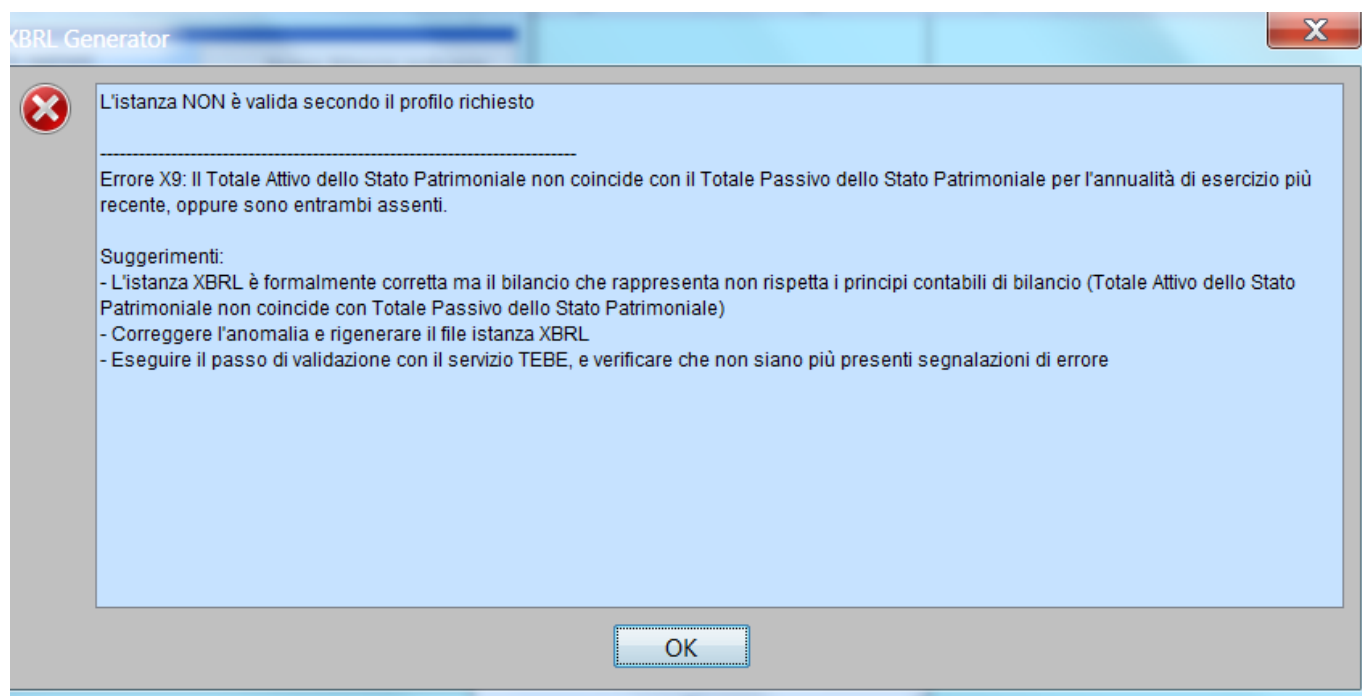 XBRL Generator
X
L'istanza NON è valida secondo il profilo richiesto
--------------------------------------------------------------------------
Errore X9: Il Totale Attivo dello Stato Patrimoniale non coincide con il Totale Passivo dello Stato Patrimoniale per l'annualità di esercizio più
recente, oppure sono entrambi assenti.
Suggerimenti:
- L'istanza XBRL è formalmente corretta ma il bilancio che rappresenta non rispetta i principi contabili di bilancio (Totale Attivo dello Stato
Patrimoniale non coincide con Totale Passivo dello Stato Patrimoniale)
- Correggere l'anomalia e rigenerare il file istanza XBRL
- Eseguire il passo di validazione con il servizio TEBE, e verificare che non siano più presenti segnalazioni di errore
OK